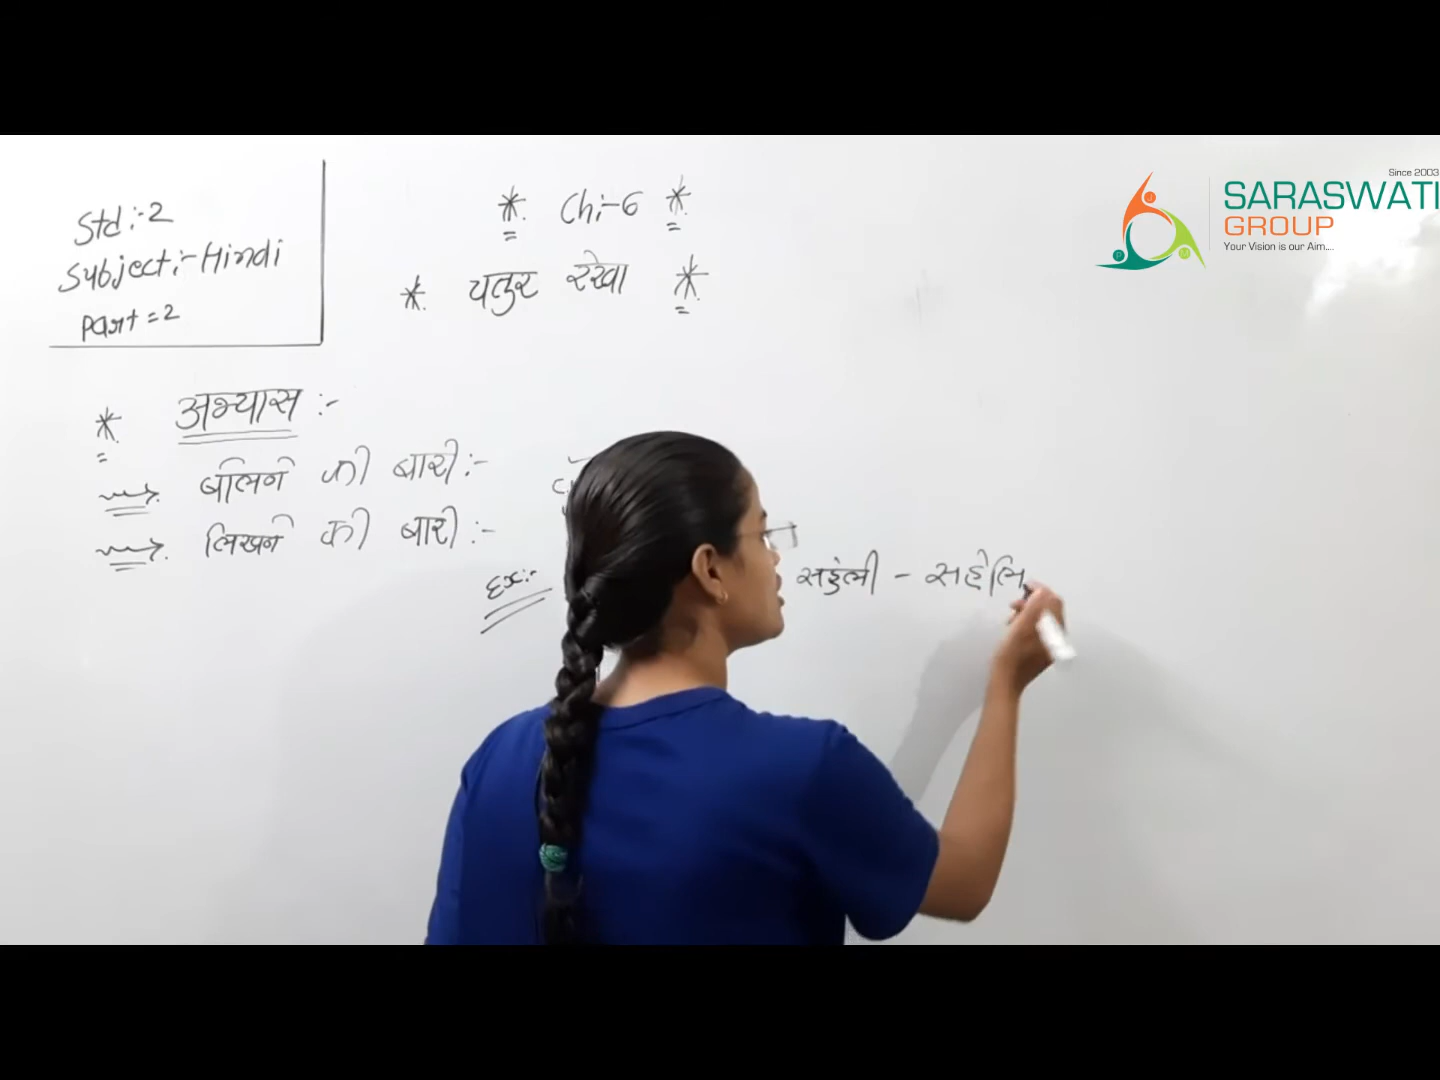 Std:-2
Subject:-Hindi
Part=2
* Ch:-6 *
* चतुर रेखा *
Since 2003
SARASWATI
GROUP
Your Vision is our Aim....
J
P
M
* अभ्यास :-
बोलने की बारी :-
लिखने की बारी :-
Ex:-
सहेली - सहेलि